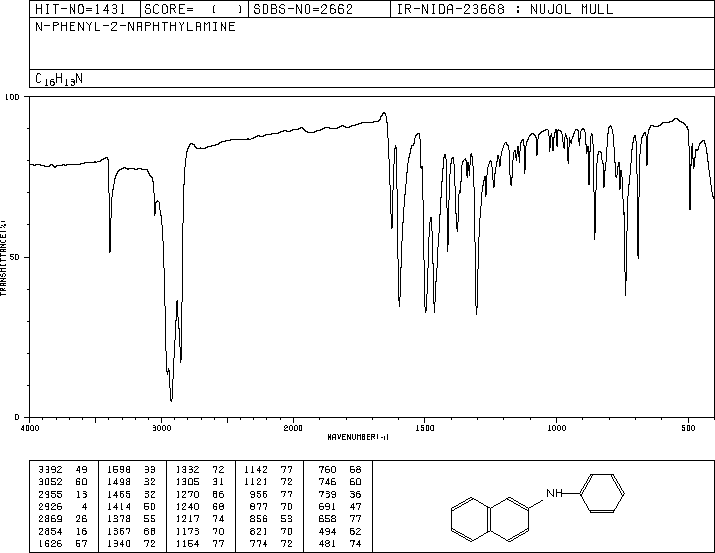 HIT-NO=1431 SCORE= ( ) SDBS-NO=2662 IR-NIDA-23668 : NUJOL MULL
N-PHENYL-2-NAPHTHYLAMINE
C16H13N
100
50
0
TRANSMITTANCE(%)
4000 3000 2000 1500 1000 500
WAVENUMBER(-1)
3392 49 1598 33 1332 72 1142 77 760 68
3052 60 1498 32 1305 31 1121 72 746 60
2955 13 1465 32 1270 66 956 77 739 36
2926 4 1414 50 1240 68 877 70 691 47
2869 26 1378 55 1217 74 856 53 658 77
2854 16 1367 68 1173 70 821 70 494 62
1626 57 1340 72 1154 77 774 72 481 74
NH